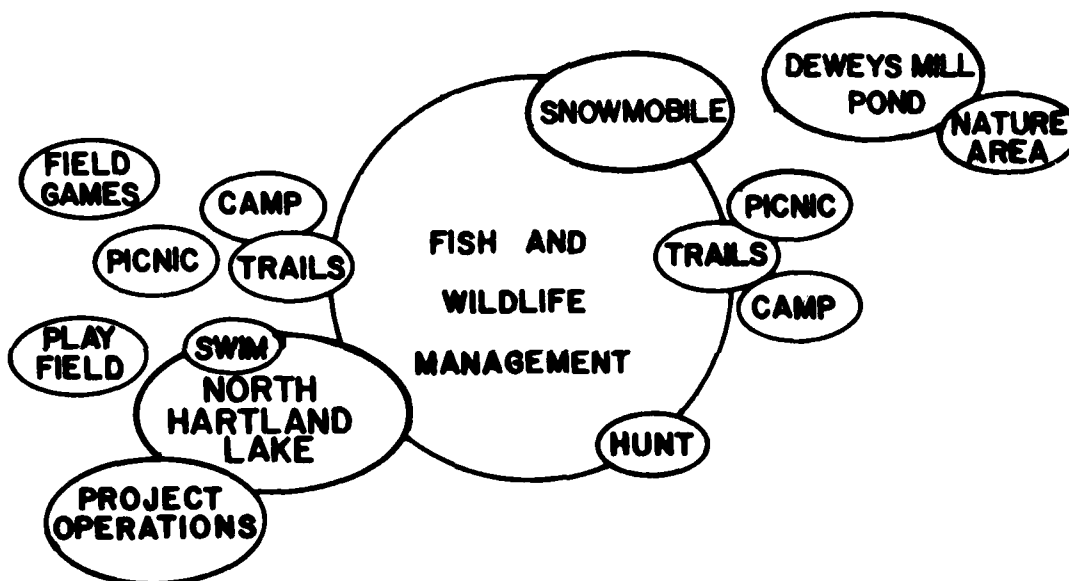 DEWEYS MILL
POND
SNOWMOBILE
NATURE
AREA
FIELD
GAMES
CAMP
PICNIC
TRAILS
FISH AND
WILDLIFE
MANAGEMENT
PICNIC
TRAILS
CAMP
PLAY
FIELD
SWIM
NORTH
HARTLAND
LAKE
HUNT
PROJECT
OPERATIONS